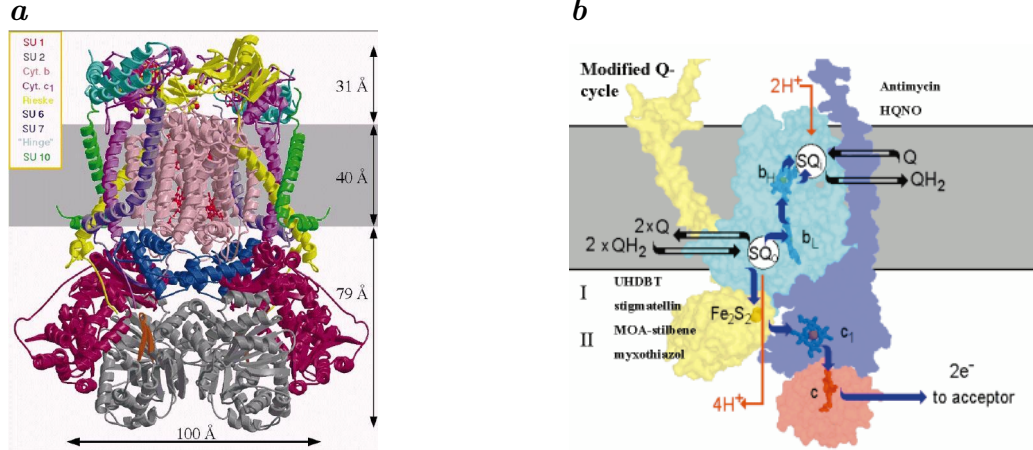 a
SU 1
SU 2
Cyt. b
Cyt. c1
Rieske
SU 6
SU 7
"Hinge"
SU 10
31 Å
40 Å
79 Å
100 Å
b
Modified Q-
cycle
2H+
Antimycin
HQNO
SQi
Q
QH2
bH
2xQ
2 xQH2
bL
SQo
I
UHDBT
stigmatellin
Fe2S2
II
MOA-stilbene
myxothiazol
c1
4H+
c
2e-
to acceptor